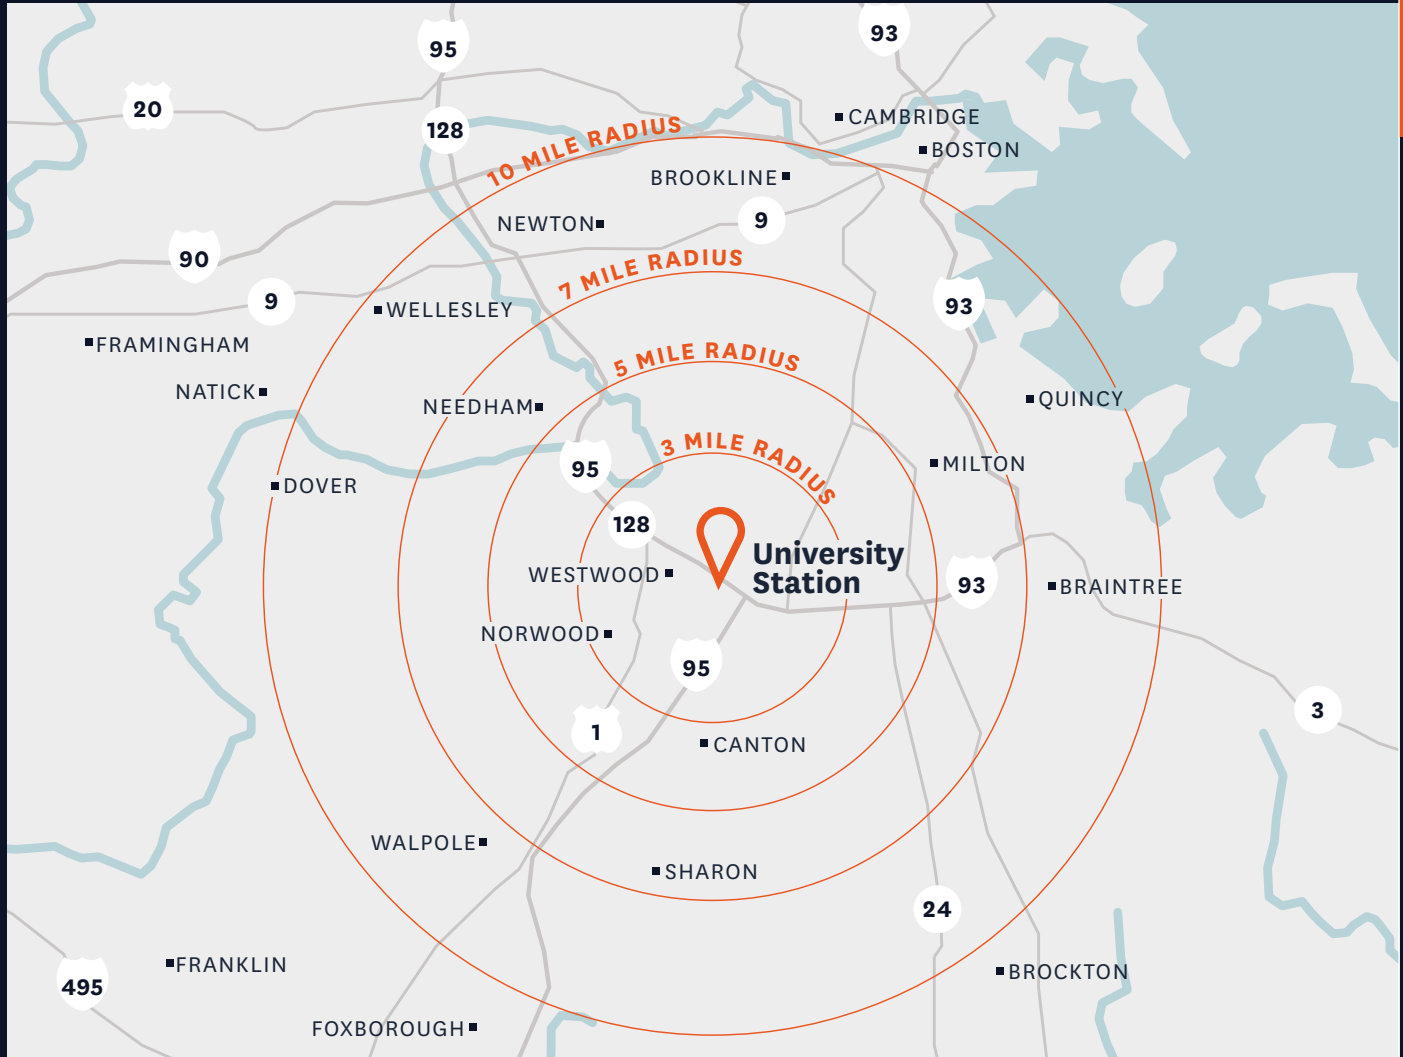 93
95
20
CAMBRIDGE
128
10 MILE RADIUS
BOSTON
BROOKLINE
NEWTON
9
90
7 MILE RADIUS
9
93
WELLESLEY
FRAMINGHAM
5 MILE RADIUS
NATICK
NEEDHAM
QUINCY
3 MILE RADIUS
95
MILTON
DOVER
128
University
Station
WESTWOOD
93
BRAINTREE
NORWOOD
95
3
1
CANTON
WALPOLE
SHARON
24
FRANKLIN
BROCKTON
495
FOXBOROUGH